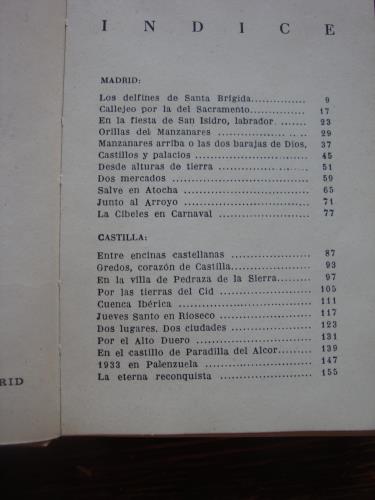 INDICE
MADRID:
Los delfines de Santa Brígida............... 9
Callejeo por la del Sacramento............ 17
En la fiesta de San Isidro, labrador. ...... 23
Orillas del Manzanares ................. 29
Manzanares arriba o las dos barajas de Dios, 37
Castillos y palacios ........................ 45
Desde alturas de tierra .................... 51
Dos mercados ........................... 59
Salve en Atocha ........................ 65
Junto al Arroyo ........................ 71
La Cibeles en Carnaval .................. 77
CASTILLA:
Entre encinas castellanas ................ 87
Gredos, corazón de Castilla............... 93
En la villa de Pedraza de la Sierra......... 97
Por las tierras del Cid ................... 105
Cuenca Ibérica ......................... 111
Jueves Santo en Rioseco ................ 117
Dos lugares. Dos ciudades ............... 123
Por el Alto Duero ...................... 131
En el castillo de Paradilla del Alcor........ 139
1933 en Palenzuela ..................... 147
La eterna reconquista .................. 155
RID